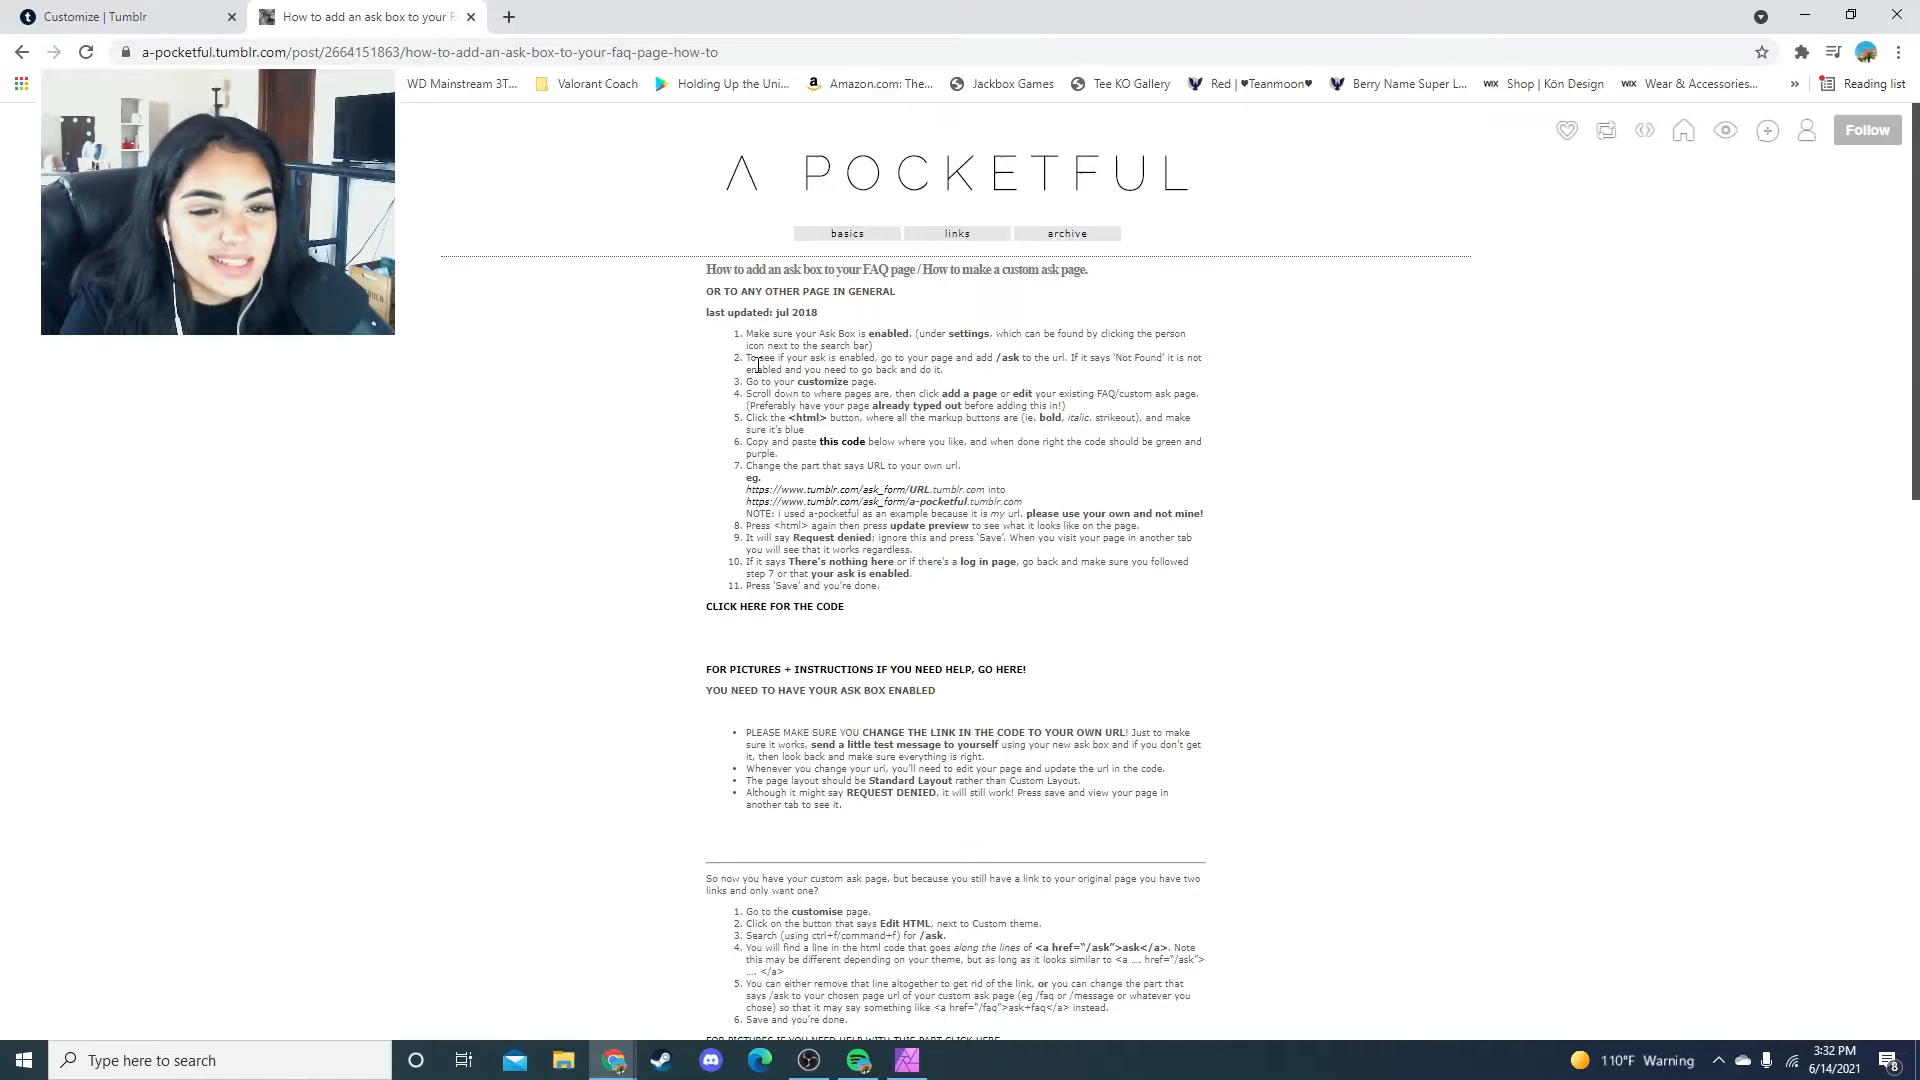 Customize | Tumblr
How to add an ask box to your F
a-pocketful.tumblr.com/post/2664151863/how-to-add-an-ask-box-to-your-faq-page-how-to
WD Mainstream 3T...
Valorant Coach
Holding Up the Uni...
Amazon.com: The...
Jackbox Games
Tee KO Gallery
Red | ♥Teanmoon♥
Berry Name Super L...
WiX Shop | Kön Design
WiX Wear & Accessories...
»
Reading list
Follow
A POCKETFUL
basics
links
archive
How to add an ask box to your FAQ page / How to make a custom ask page.
OR TO ANY OTHER PAGE IN GENERAL
last updated: jul 2018
1. Make sure your Ask Box is enabled. (under settings, which can be found by clicking the person
icon next to the search bar)
2. To see if your ask is enabled, go to your page and add /ask to the url. If it says ‘Not Found’ it is not
enabled and you need to go back and do it.
3. Go to your customize page.
4. Scroll down to where pages are, then click add a page or edit your existing FAQ/custom ask page.
(Preferably have your page already typed out before adding this in!)
5. Click the <html> button, where all the markup buttons are (ie. bold, italic, strikeout), and make
sure it’s blue
6. Copy and paste this code below where you like, and when done right the code should be green and
purple.
7. Change the part that says URL to your own url.
eg.
https://www.tumblr.com/ask_form/URL.tumblr.com into
https://www.tumblr.com/ask_form/a-pocketful.tumblr.com
NOTE: i used a-pocketful as an example because it is my url. please use your own and not mine!
8. Press <html> again then press update preview to see what it looks like on the page.
9. It will say Request denied; ignore this and press ‘Save’. When you visit your page in another tab
you will see that it works regardless.
10. If it says There’s nothing here or if there’s a log in page, go back and make sure you followed
step 7 or that your ask is enabled.
11. Press ‘Save’ and you’re done.
CLICK HERE FOR THE CODE
FOR PICTURES + INSTRUCTIONS IF YOU NEED HELP, GO HERE!
YOU NEED TO HAVE YOUR ASK BOX ENABLED
• PLEASE MAKE SURE YOU CHANGE THE LINK IN THE CODE TO YOUR OWN URL! Just to make
sure it works, send a little test message to yourself using your new ask box and if you don’t get
it, then look back and make sure everything is right.
• Whenever you change your url, you’ll need to edit your page and update the url in the code.
• The page layout should be Standard Layout rather than Custom Layout.
• Although it might say REQUEST DENIED, it will still work! Press save and view your page in
another tab to see it.
So now you have your custom ask page, but because you still have a link to your original page you have two
links and only want one?
1. Go to the customise page.
2. Click on the button that says Edit HTML, next to Custom theme.
3. Search (using ctrl+f/command+f) for /ask.
4. You will find a line in the html code that goes along the lines of <a href=“/ask”>ask</a>. Note
this may be different depending on your theme, but as long as it looks similar to <a .... href=“/ask”>
.... </a>
5. You can either remove that line altogether to get rid of the link, or you can change the part that
says /ask to your chosen page url of your custom ask page (eg /faq or /message or whatever you
chose) so that it may say something like <a href=“/faq”>ask+faq</a> instead.
6. Save and you’re done.
FOR PICTURES IF YOU NEED HELP WITH THIS PART CLICK HERE
Type here to search
110°F Warning
3:32 PM
6/14/2021
8